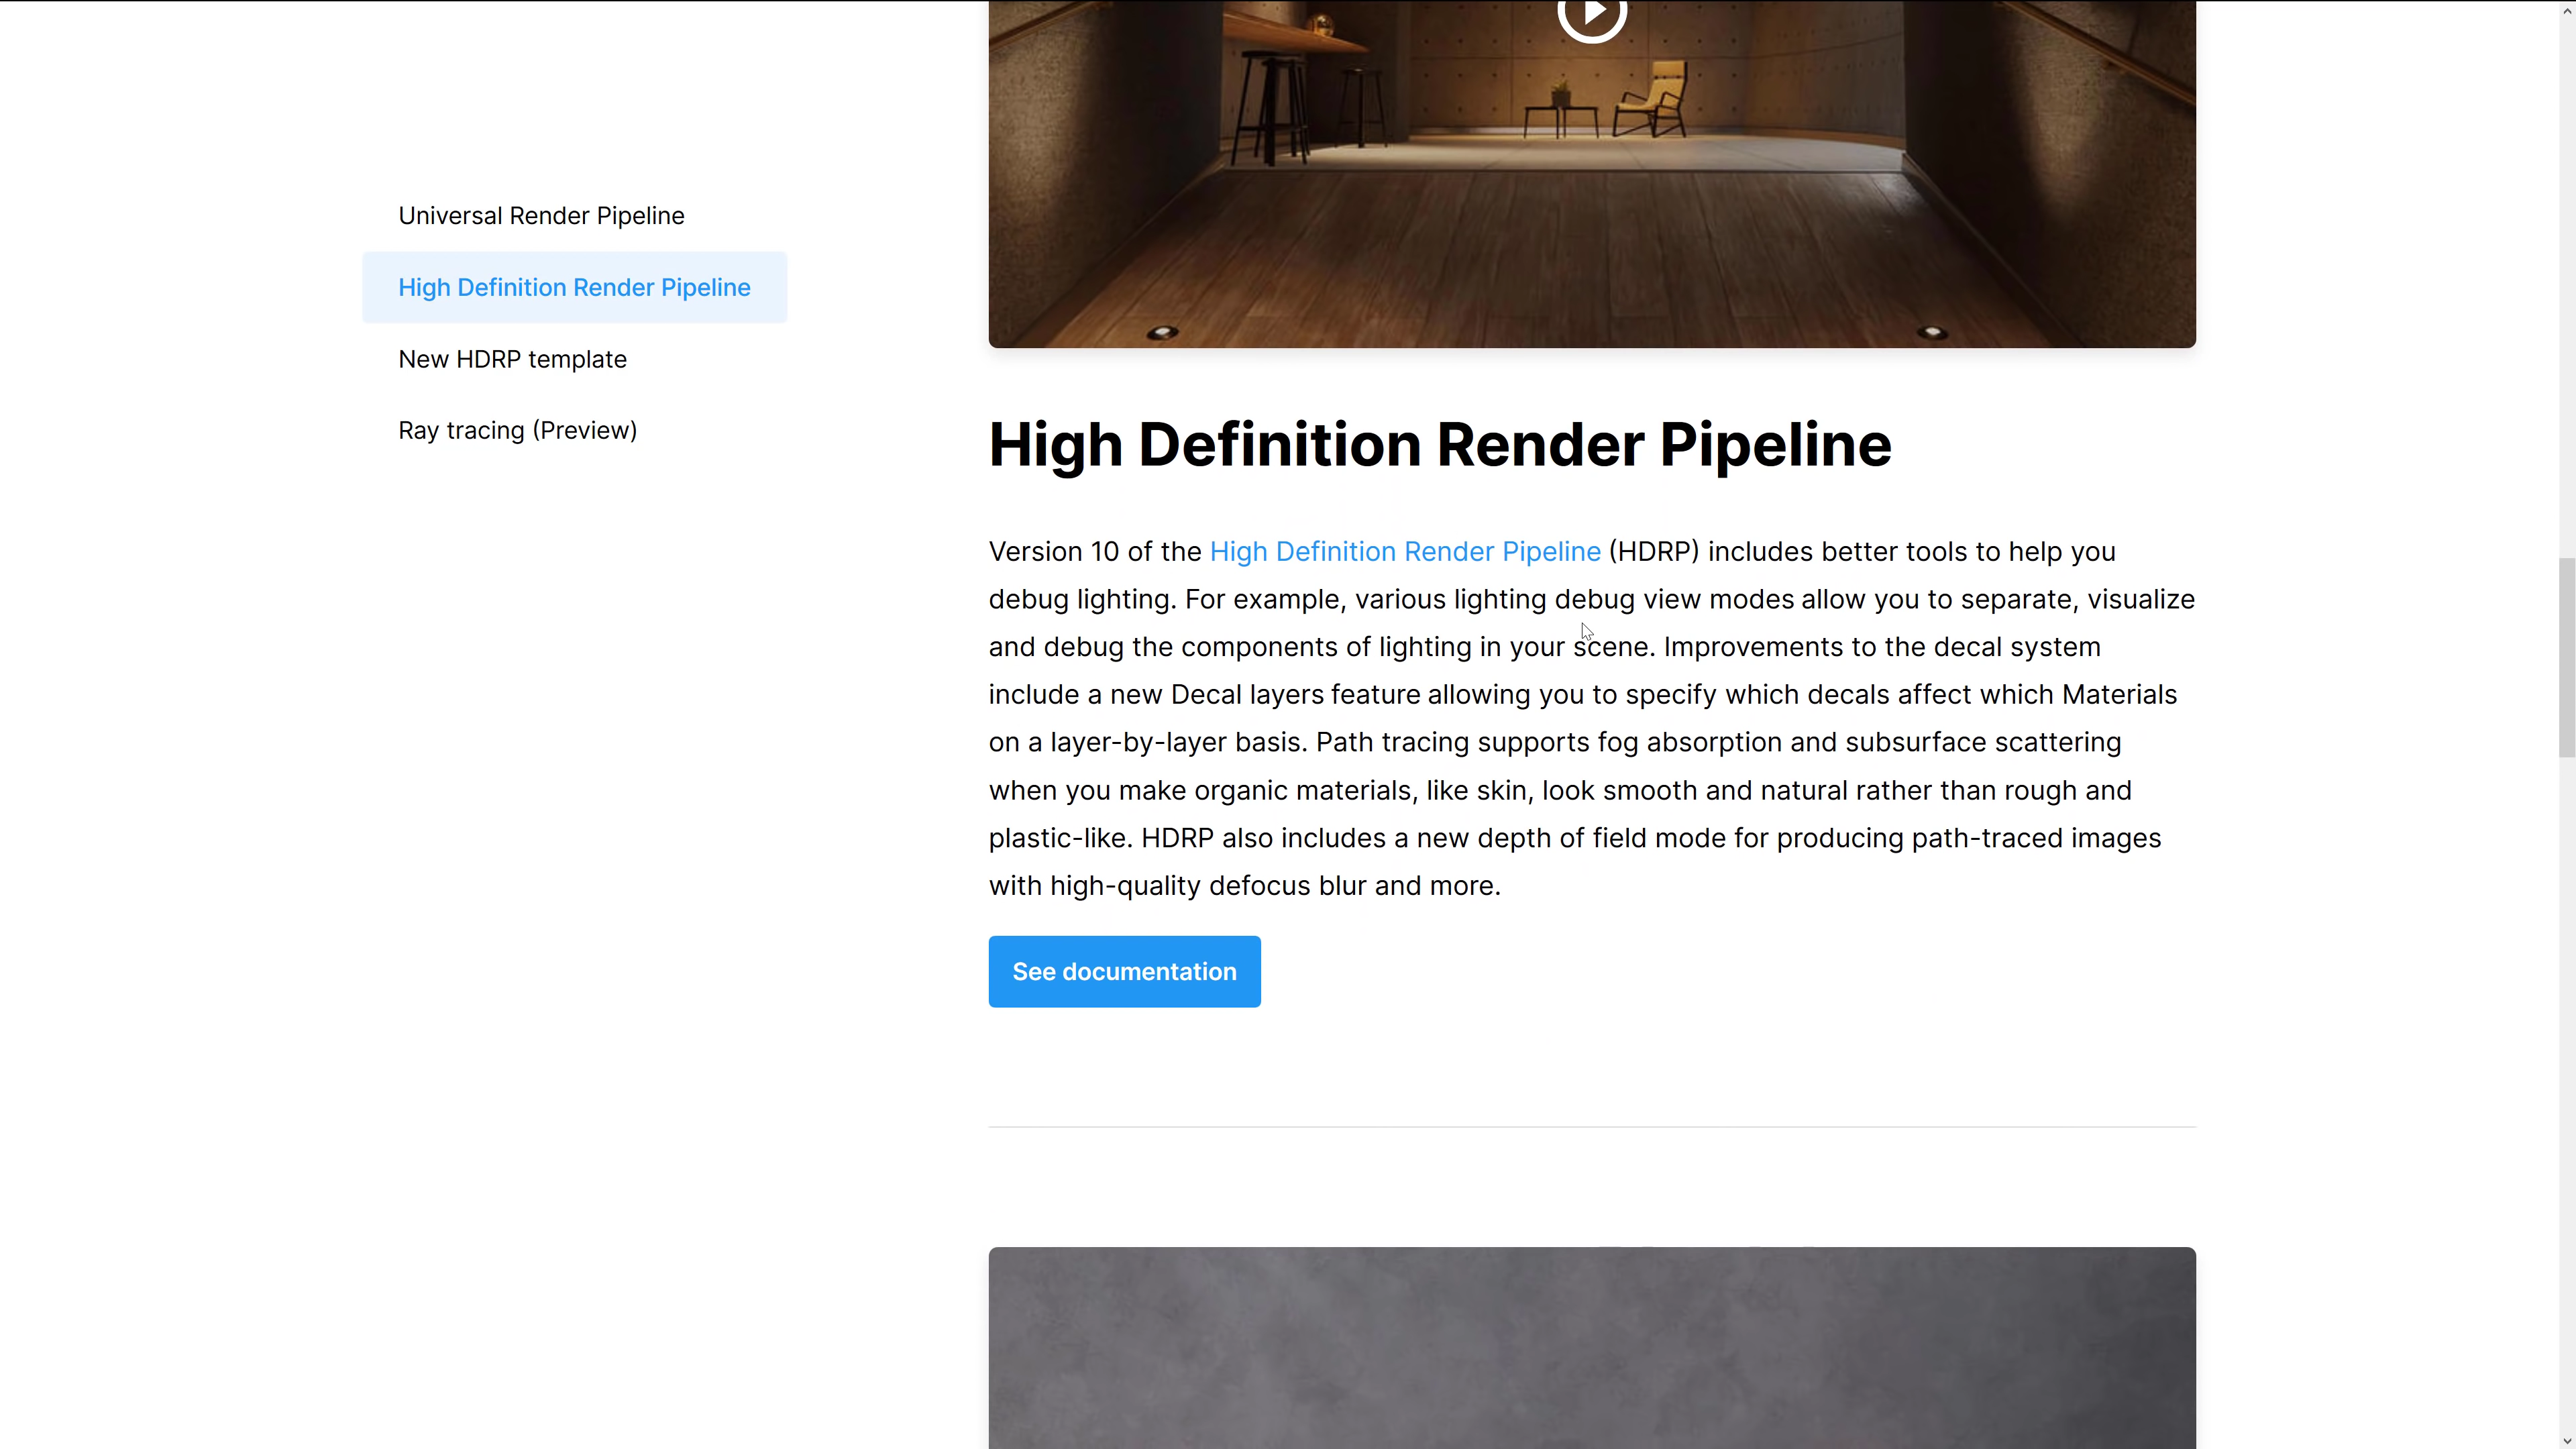 Universal Render Pipeline
High Definition Render Pipeline
New HDRP template
Ray tracing (Preview)
High Definition Render Pipeline
Version 10 of the High Definition Render Pipeline (HDRP) includes better tools to help you
debug lighting. For example, various lighting debug view modes allow you to separate, visualize
and debug the components of lighting in your scene. Improvements to the decal system
include a new Decal layers feature allowing you to specify which decals affect which Materials
on a layer-by-layer basis. Path tracing supports fog absorption and subsurface scattering
when you make organic materials, like skin, look smooth and natural rather than rough and
plastic-like. HDRP also includes a new depth of field mode for producing path-traced images
with high-quality defocus blur and more.
See documentation